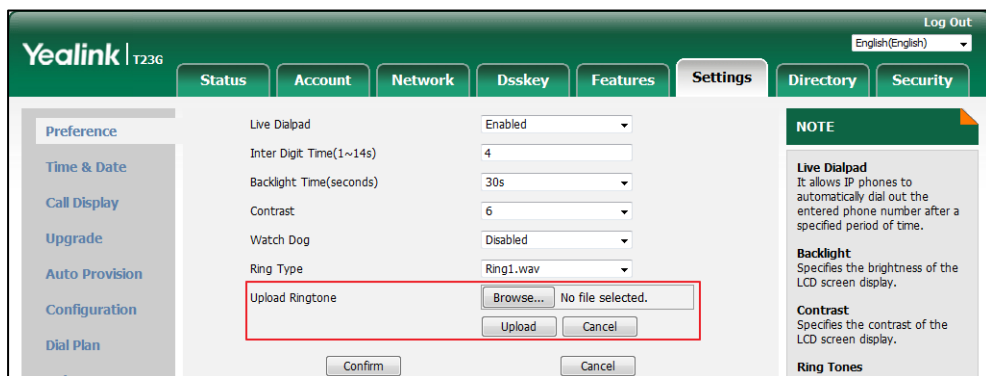 Log Out
Yealink T23G
English(English)
Status Account Network Dsskey Features Settings Directory Security
Preference
Time & Date
Call Display
Upgrade
Auto Provision
Configuration
Dial Plan
Live Dialpad Enabled
Inter Digit Time(1~14s) 4
Backlight Time(seconds) 30s
Contrast 6
Watch Dog Disabled
Ring Type Ring1.wav
Upload Ringtone Browse... No file selected.
Upload Cancel
Confirm Cancel
NOTE
Live Dialpad
It allows IP phones to
automatically dial out the
entered phone number after a
specified period of time.
Backlight
Specifies the brightness of the
LCD screen display.
Contrast
Specifies the contrast of the
LCD screen display.
Ring Tones